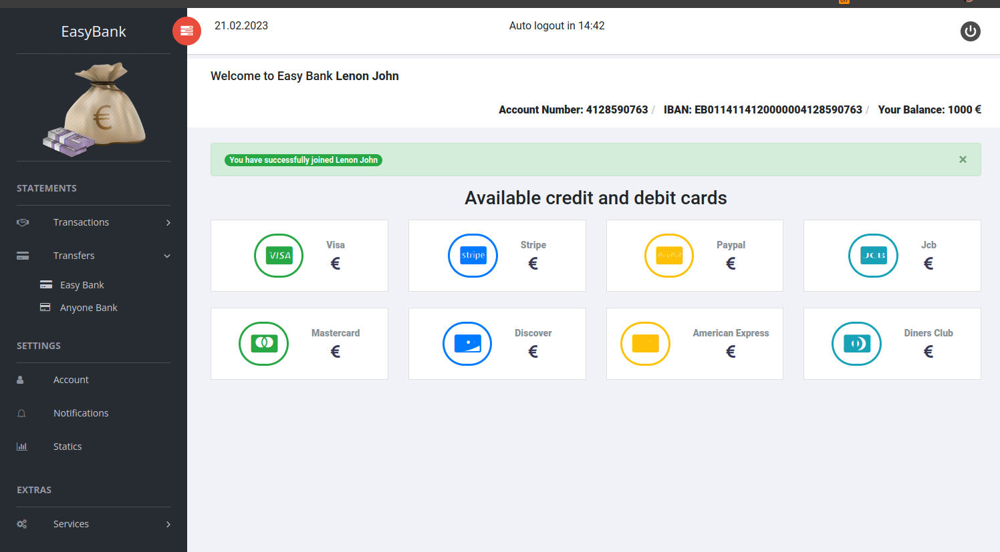 EasyBank
21.02.2023
Auto logout in 14:42
Welcome to Easy Bank Lenon John
Account Number: 4128590763 / IBAN: EB0114114120000004128590763 / Your Balance: 1000 €
€
You have successfully joined Lenon John ×
STATEMENTS
Transactions
Transfers
Easy Bank
Anyone Bank
SETTINGS
Account
Notifications
Statics
EXTRAS
Services
Available credit and debit cards
VISA
Visa
€
stripe
Stripe
€
PayPal
Paypal
€
JCB
Jcb
€
Mastercard
€
Discover
€
American Express
€
Diners Club
€